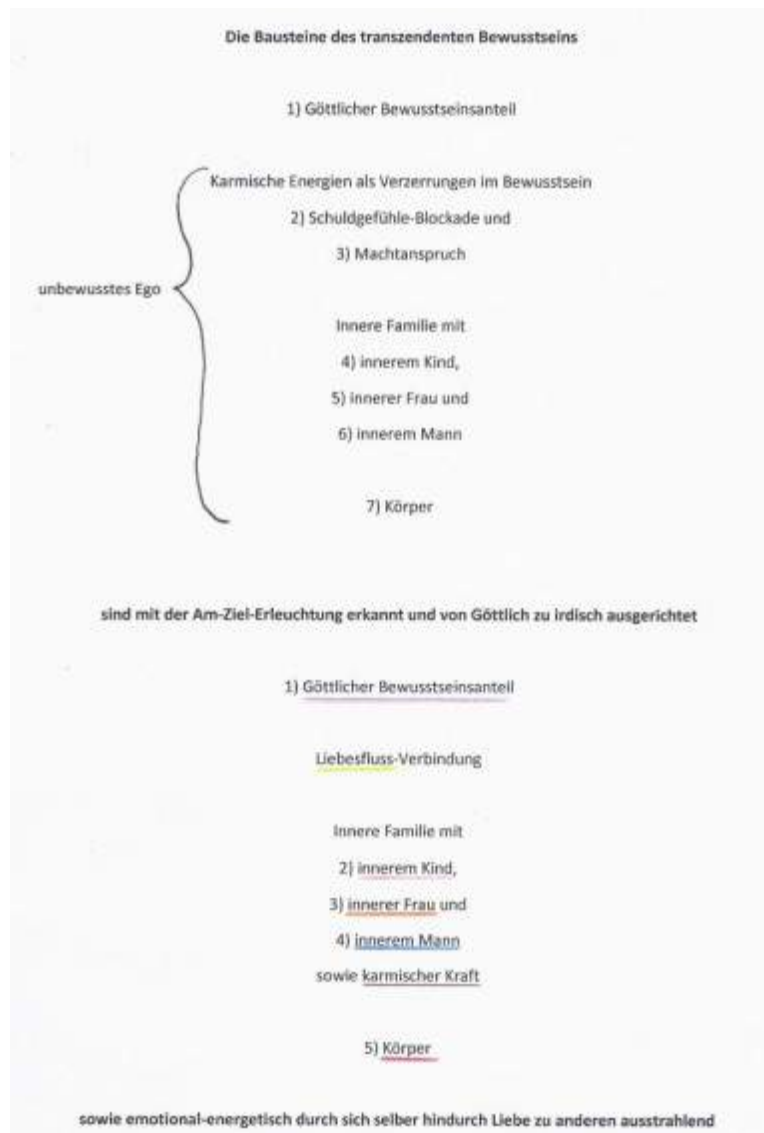 Die Bausteine des transzendenten Bewusstseins
1) Göttlicher Bewusstseinsanteil
Karmische Energien als Verzerrungen im Bewusstsein
2) Schuldgefühle-Blockade und
3) Machtanspruch
unbewusstes Ego
Innere Familie mit
4) innerem Kind,
5) innerer Frau und
6) innerem Mann
7) Körper
sind mit der Am-Ziel-Erleuchtung erkannt und von Göttlich zu irdisch ausgerichtet
1) Göttlicher Bewusstseinsanteil
Liebesfluss-Verbindung
Innere Familie mit
2) innerem Kind,
3) innerer Frau und
4) innerem Mann
sowie karmischer Kraft
5) Körper
sowie emotional-energetisch durch sich selber hindurch Liebe zu anderen ausstrahlend